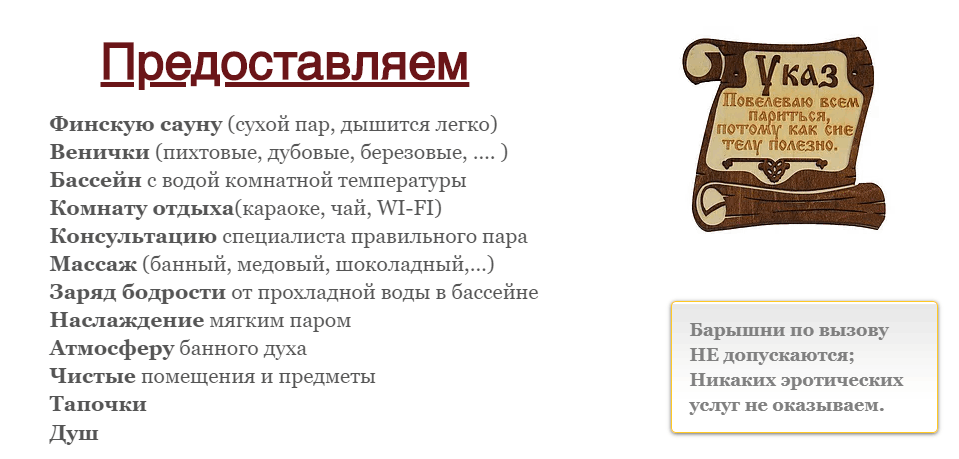 Предоставляем
Финскую сауну (сухой пар, дышится легко)
Венички (пихтовые, дубовые, березовые, .... )
Бассейн с водой комнатной температуры
Комнату отдыха(караоке, чай, WI-FI)
Консультацию специалиста правильного пара
Массаж (банный, медовый, шоколадный,...)
Заряд бодрости от прохладной воды в бассейне
Наслаждение мягким паром
Атмосферу банного духа
Чистые помещения и предметы
Тапочки
Душ
Указ
Повелеваю всем
париться,
потому как сие
телу полезно.
Барышни по вызову
НЕ допускаются;
Никаких эротических
услуг не оказываем.